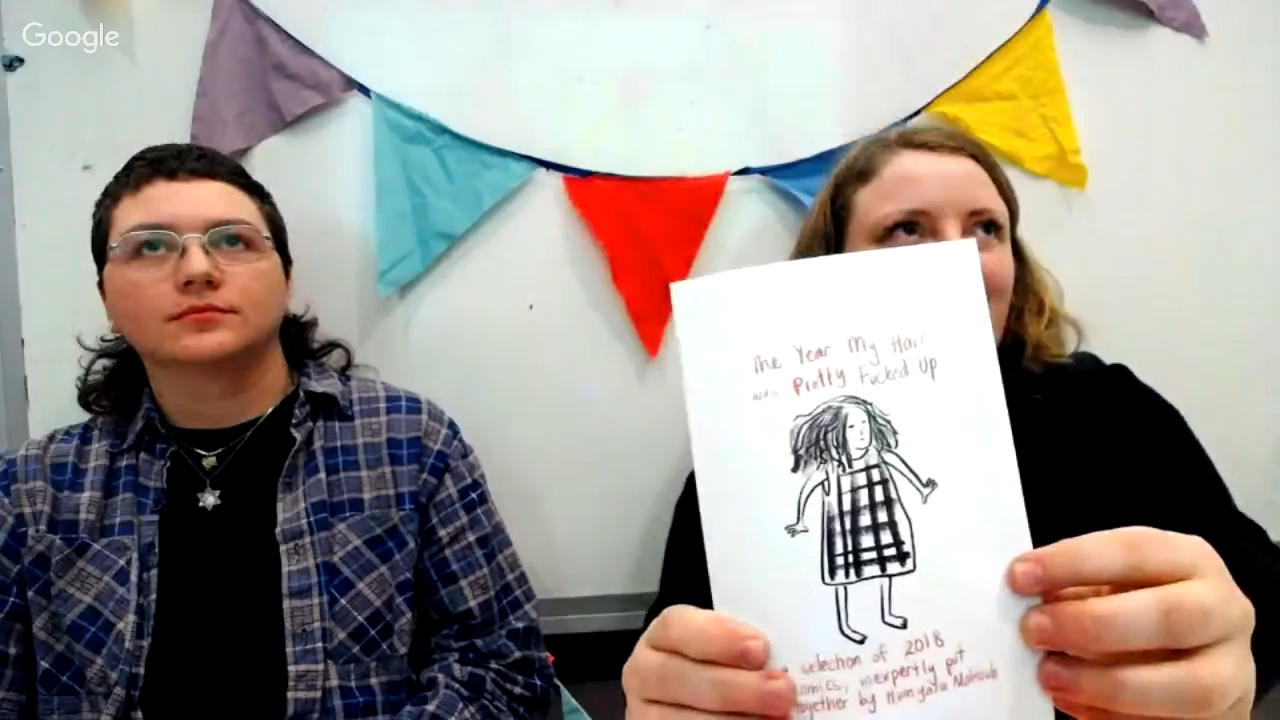 Google
The Year My Hair
was Pretty Fucked Up
a selection of 2018
comics, inexpertly put
together by